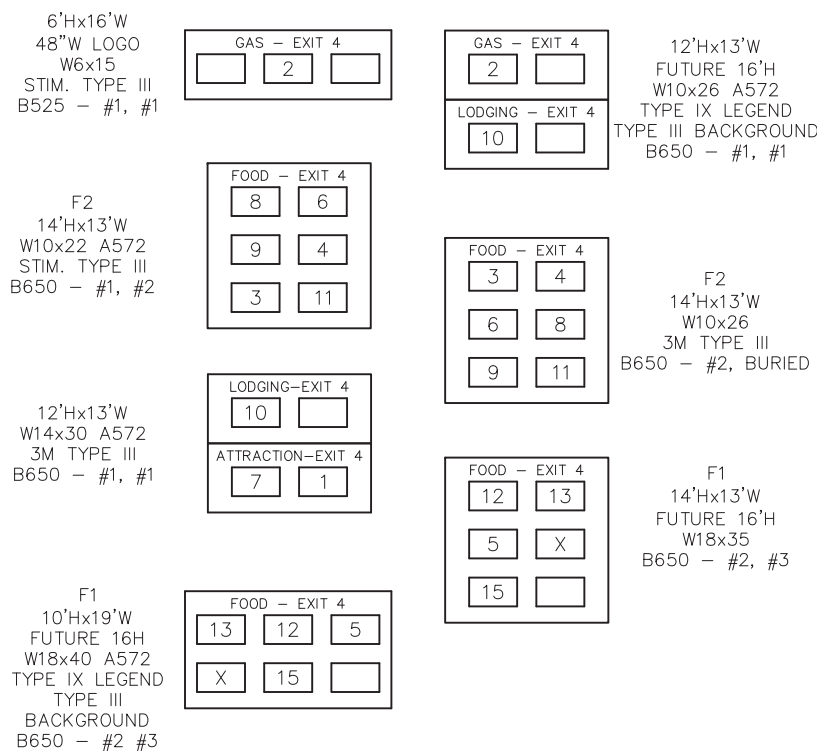 6'Hx16'W
48"W LOGO
W6x15
STIM. TYPE III
B525 – #1, #1
GAS – EXIT 4
2
F2
14'Hx13'W
W10x22 A572
STIM. TYPE III
B650 – #1, #2
FOOD – EXIT 4
8 6
9 4
3 11
12'Hx13'W
W14x30 A572
3M TYPE III
B650 – #1, #1
LODGING–EXIT 4
10
ATTRACTION–EXIT 4
7 1
F1
10'Hx19'W
FUTURE 16H
W18x40 A572
TYPE IX LEGEND
TYPE III
BACKGROUND
B650 – #2 #3
FOOD – EXIT 4
13 12 5
X 15
GAS – EXIT 4
2
LODGING – EXIT 4
10
12'Hx13'W
FUTURE 16'H
W10x26 A572
TYPE IX LEGEND
TYPE III BACKGROUND
B650 – #1, #1
FOOD – EXIT 4
3 4
6 8
9 11
F2
14'Hx13'W
W10x26
3M TYPE III
B650 – #2, BURIED
FOOD – EXIT 4
12 13
5 X
15
F1
14'Hx13'W
FUTURE 16'H
W18x35
B650 – #2, #3